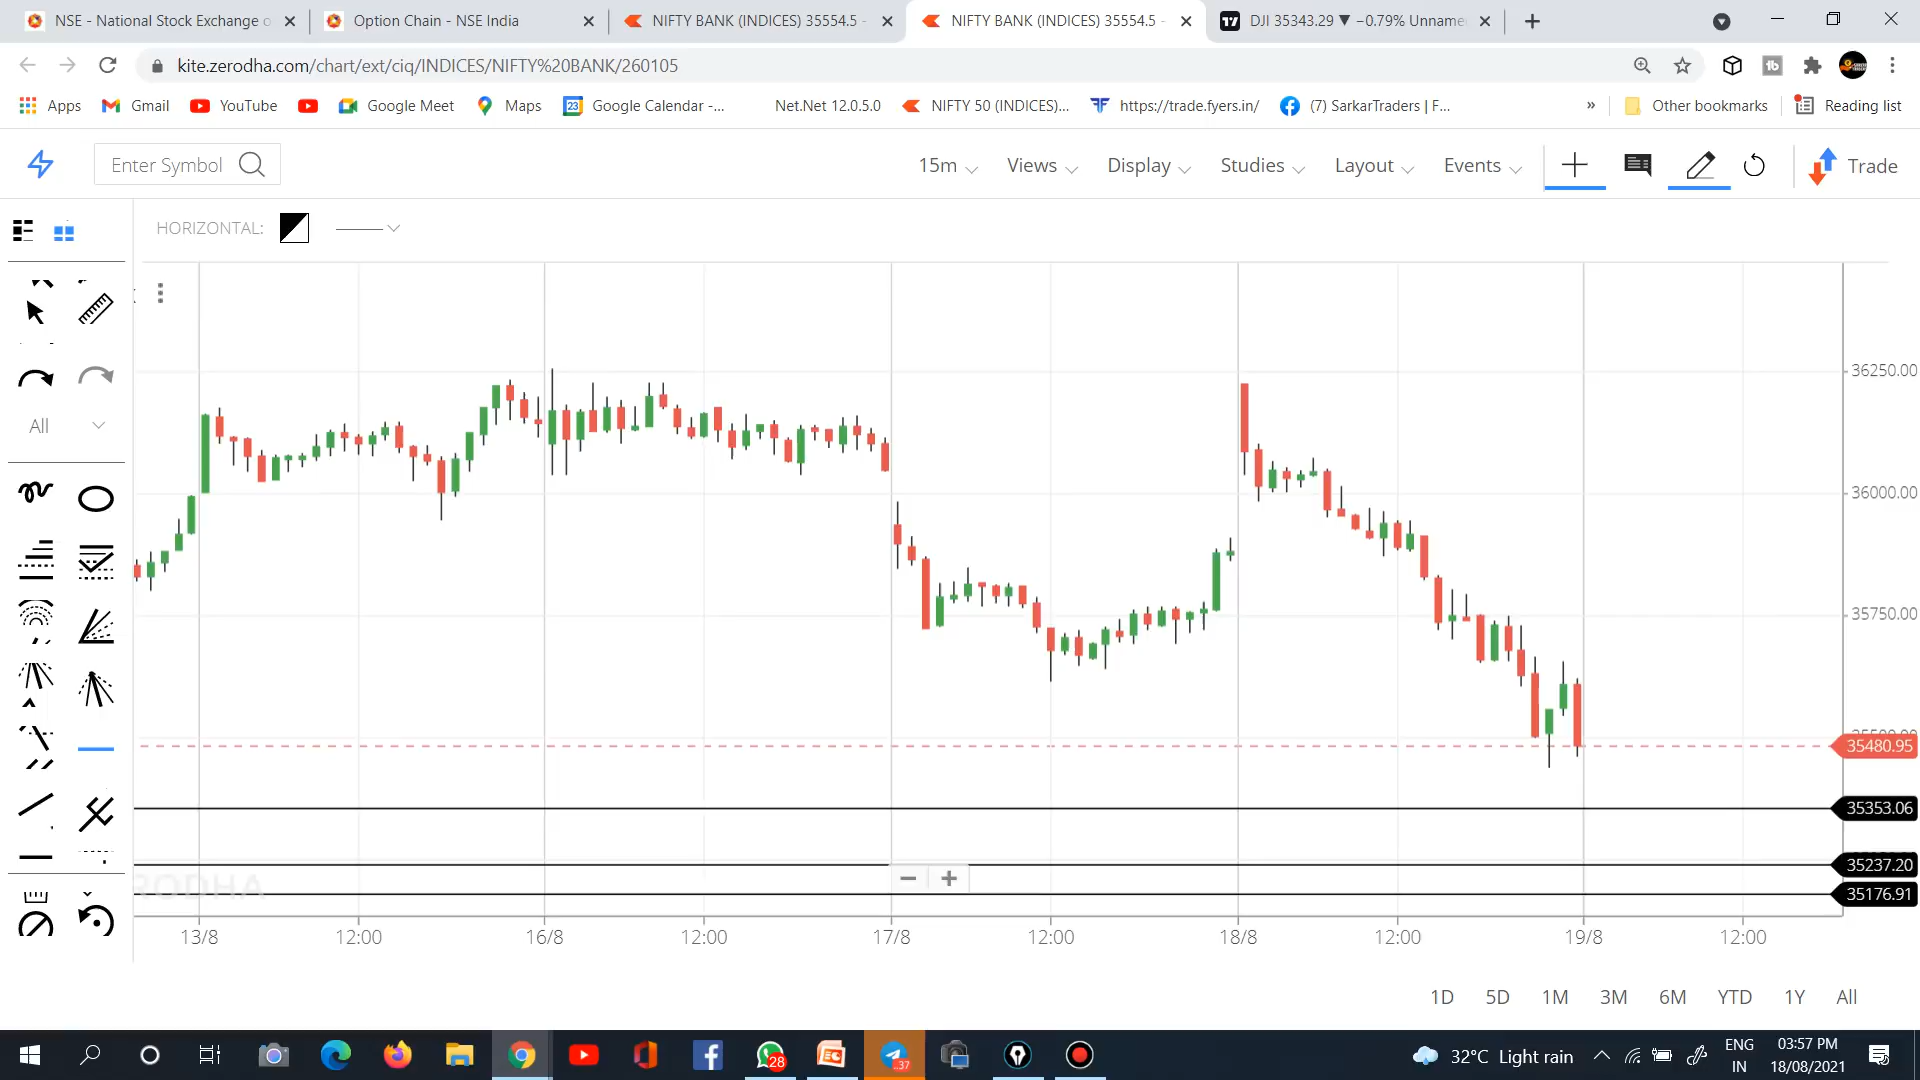 NSE - National Stock Exchange o
Option Chain - NSE India
NIFTY BANK (INDICES) 35554.5 -
NIFTY BANK (INDICES) 35554.5 -
DJI 35343.29 ▼ −0.79% Unname
kite.zerodha.com/chart/ext/ciq/INDICES/NIFTY%20BANK/260105
Apps
Gmail
YouTube
Google Meet
Maps
23
Google Calendar -...
Net.Net 12.0.5.0
NIFTY 50 (INDICES)...
https://trade.fyers.in/
(7) SarkarTraders | F...
»
Other bookmarks
Reading list
Enter Symbol
15m
Views
Display
Studies
Layout
Events
Trade
HORIZONTAL:
All
36250.00
36000.00
35750.00
35480.95
35353.06
35237.20
35176.91
RODHA
13/8
12:00
16/8
12:00
17/8
12:00
18/8
12:00
19/8
12:00
1D
5D
1M
3M
6M
YTD
1Y
All
28
37
32°C Light rain
ENG
IN
03:57 PM
18/08/2021